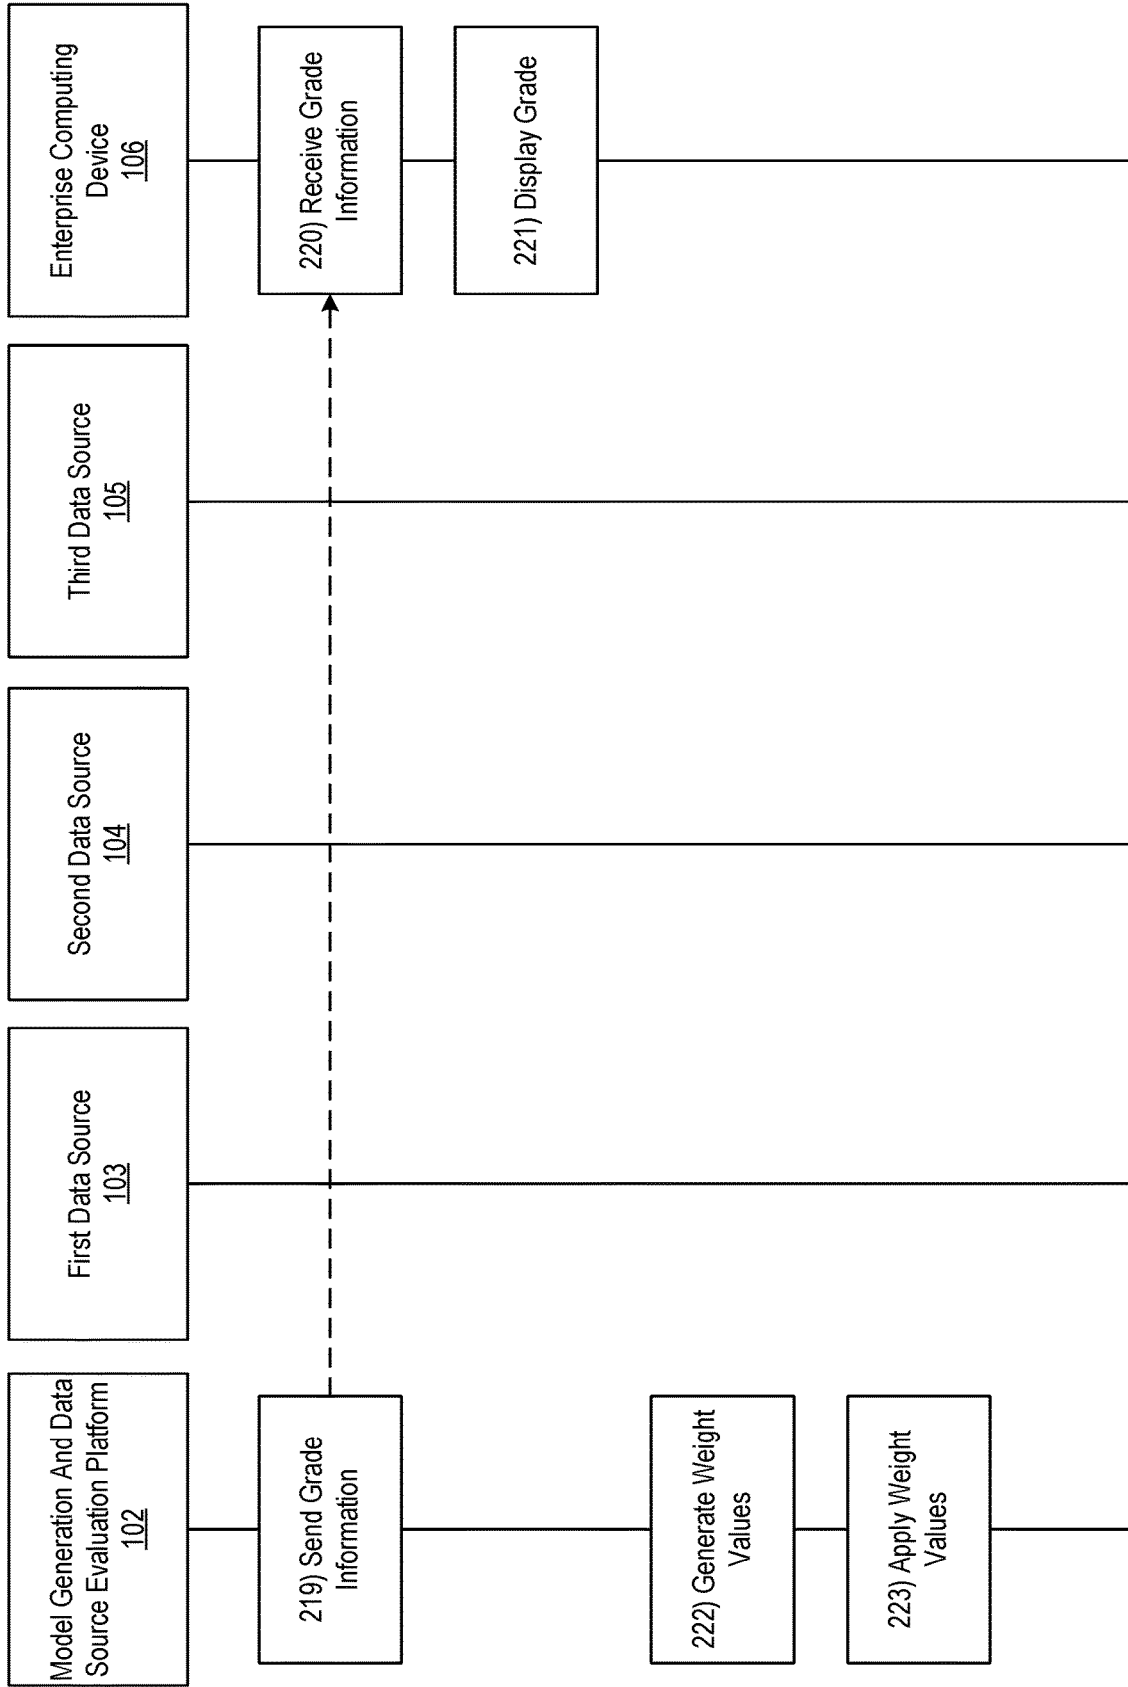 Model Generation And Data
Source Evaluation Platform
102
First Data Source
103
Second Data Source
104
Third Data Source
105
Enterprise Computing
Device
106
219) Send Grade
Information
220) Receive Grade
Information
221) Display Grade
222) Generate Weight
Values
223) Apply Weight
Values